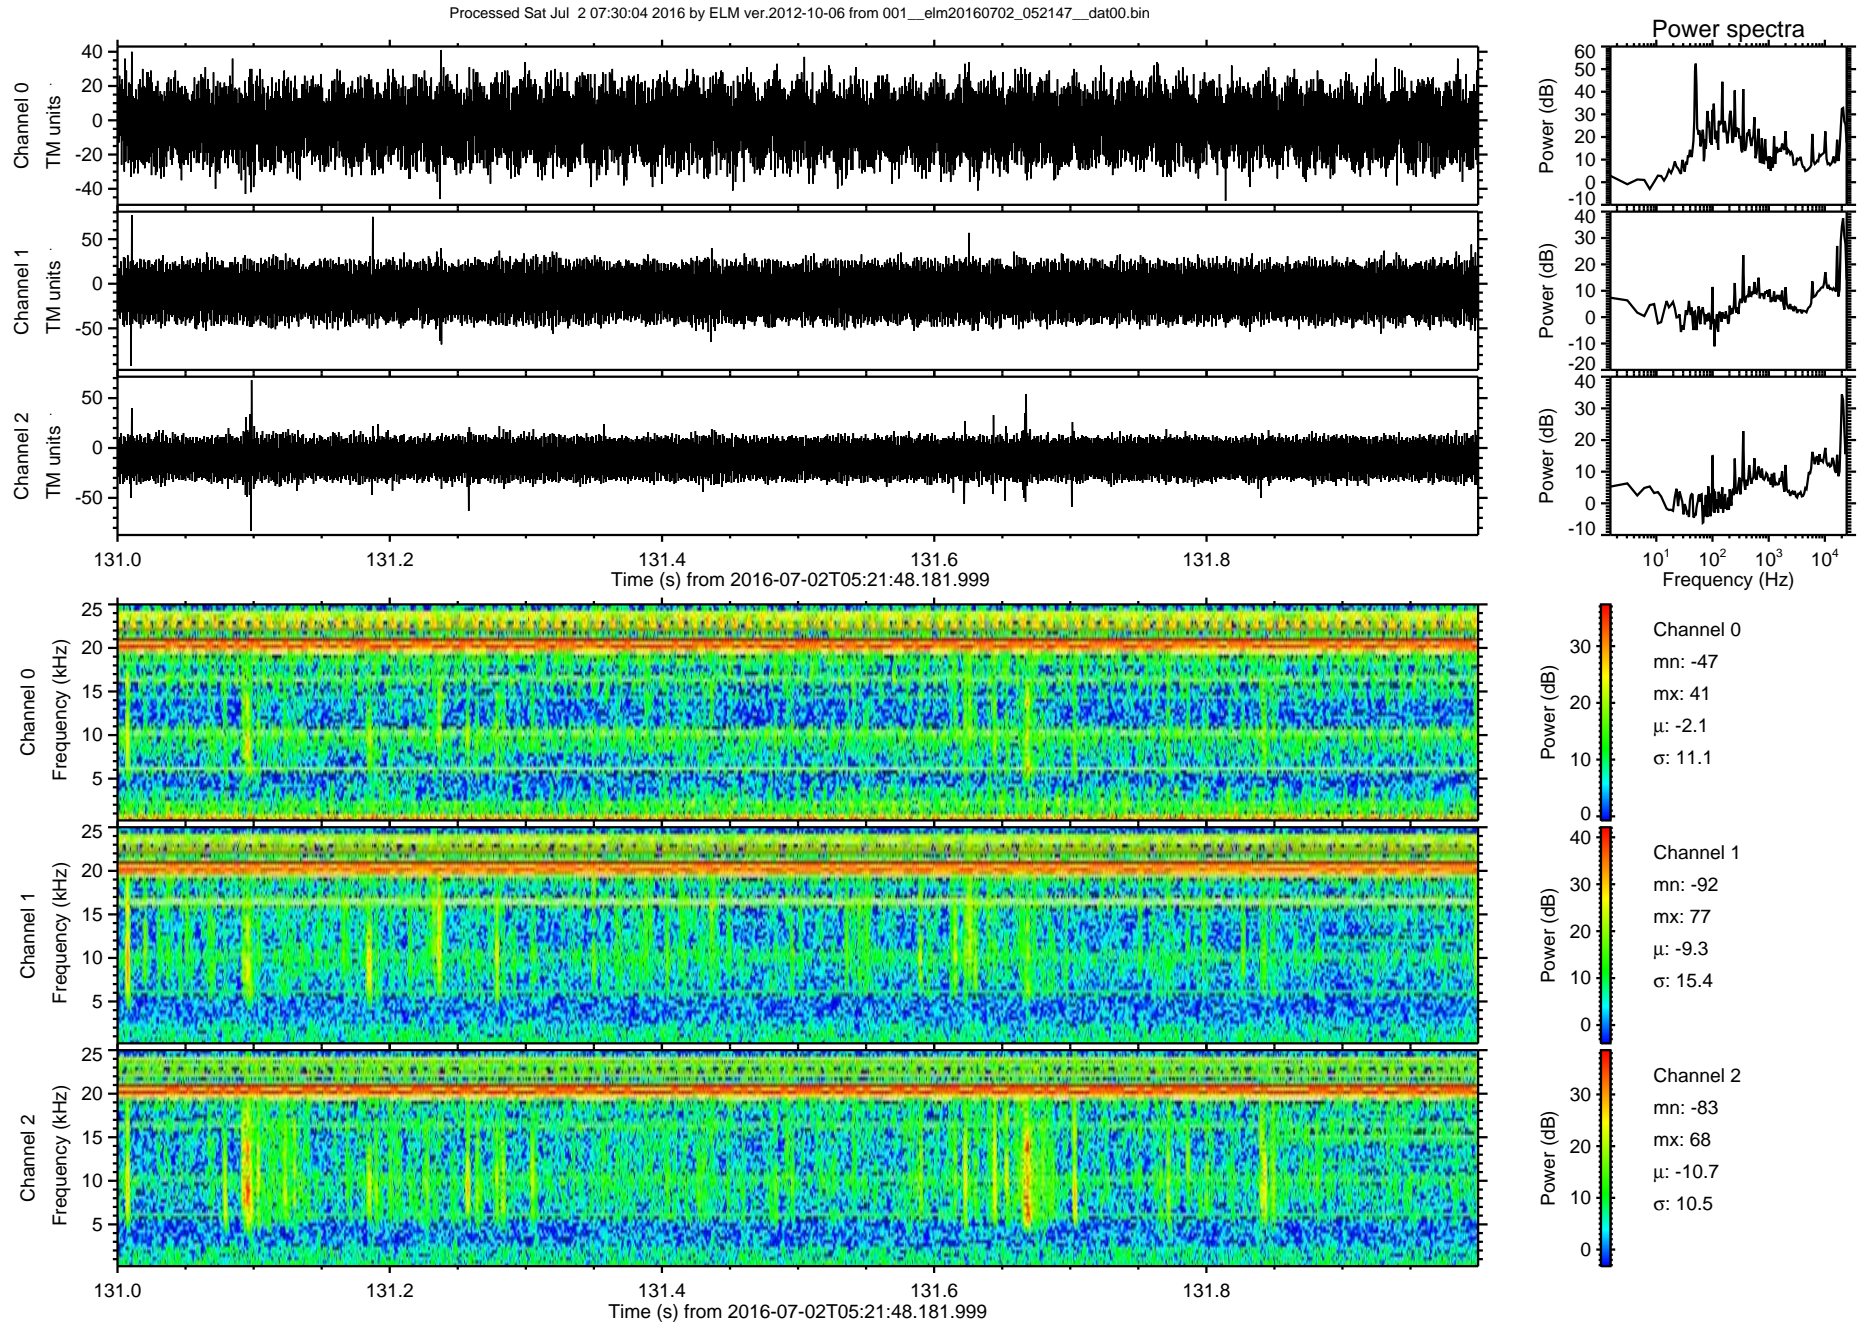 Processed Sat Jul  2 07:30:04 2016 by ELM ver.2012-10-06 from 001__elm20160702_052147__dat00.bin
Power spectra
Channel 0
TM units
40
20
0
-20
-40
Power (dB)
60
50
40
30
20
10
0
-10
Channel 1
TM units
50
0
-50
Power (dB)
40
30
20
10
0
-10
-20
Channel 2
TM units
50
0
-50
Power (dB)
40
30
20
10
0
-10
131.0 131.2 131.4 131.6 131.8
Time (s) from 2016-07-02T05:21:48.181.999
10^1 10^2 10^3 10^4
Frequency (Hz)
Channel 0
Frequency (kHz)
25
20
15
10
5
Power (dB)
30
20
10
0
Channel 0
mn: -47
mx: 41
μ: -2.1
σ: 11.1
Channel 1
Frequency (kHz)
25
20
15
10
5
Power (dB)
40
30
20
10
0
Channel 1
mn: -92
mx: 77
μ: -9.3
σ: 15.4
Channel 2
Frequency (kHz)
25
20
15
10
5
Power (dB)
30
20
10
0
Channel 2
mn: -83
mx: 68
μ: -10.7
σ: 10.5
131.0 131.2 131.4 131.6 131.8
Time (s) from 2016-07-02T05:21:48.181.999